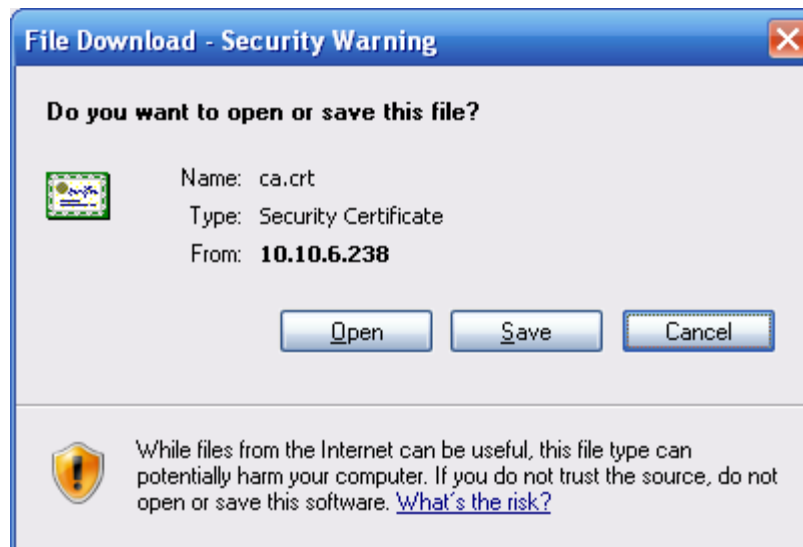 File Download - Security Warning
Do you want to open or save this file?
Name: ca.crt
Type: Security Certificate
From: 10.10.6.238
Open Save Cancel
While files from the Internet can be useful, this file type can
potentially harm your computer. If you do not trust the source, do not
open or save this software. What's the risk?